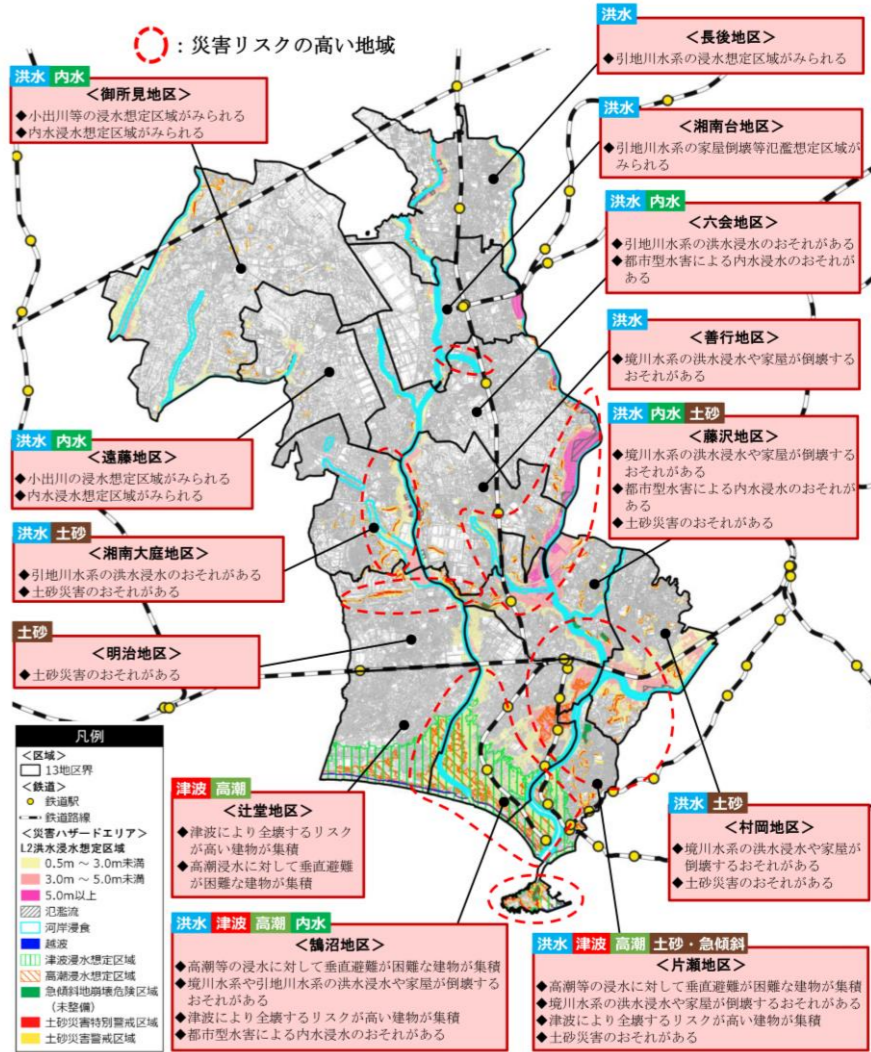 ：災害リスクの高い地域
洪水
＜長後地区＞
◆引地川水系の浸水想定区域がみられる
洪水 内水
＜御所見地区＞
◆小出川等の浸水想定区域がみられる
◆内水浸水想定区域がみられる
洪水
＜湘南台地区＞
◆引地川水系の家屋倒壊等氾濫想定区域が
みられる
洪水 内水
＜六会地区＞
◆引地川水系の洪水浸水のおそれがある
◆都市型水害による内水浸水のおそれが
ある
洪水
＜善行地区＞
◆境川水系の洪水浸水や家屋が倒壊する
おそれがある
洪水 内水 土砂
＜藤沢地区＞
◆境川水系の洪水浸水や家屋が倒壊する
おそれがある
◆都市型水害による内水浸水のおそれが
ある
◆土砂災害のおそれがある
洪水 内水
＜遠藤地区＞
◆小出川の浸水想定区域がみられる
◆内水浸水想定区域がみられる
洪水 土砂
＜湘南大庭地区＞
◆引地川水系の洪水浸水のおそれがある
◆土砂災害のおそれがある
土砂
＜明治地区＞
◆土砂災害のおそれがある
凡例
＜区域＞
13地区界
＜鉄道＞
鉄道駅
鉄道路線
＜災害ハザードエリア＞
L2洪水浸水想定区域
0.5m ～ 3.0m未満
3.0m ～ 5.0m未満
5.0m以上
氾濫流
河岸浸食
越波
津波浸水想定区域
高潮浸水想定区域
急傾斜地崩壊危険区域
（未整備）
土砂災害特別警戒区域
土砂災害警戒区域
津波 高潮
＜辻堂地区＞
◆津波により全壊するリスク
が高い建物が集積
◆高潮浸水に対して垂直避難
が困難な建物が集積
洪水 土砂
＜村岡地区＞
◆境川水系の洪水浸水や家屋が
倒壊するおそれがある
◆土砂災害のおそれがある
洪水 津波 高潮 内水
＜鵠沼地区＞
◆高潮等の浸水に対して垂直避難が困難な建物が集積
◆境川水系や引地川水系の洪水浸水や家屋が倒壊する
おそれがある
◆津波により全壊するリスクが高い建物が集積
◆都市型水害による内水浸水のおそれがある
洪水 津波 高潮 土砂・急傾斜
＜片瀬地区＞
◆高潮等の浸水に対して垂直避難が困難な建物が集積
◆境川水系の洪水浸水や家屋が倒壊するおそれがある
◆津波により全壊するリスクが高い建物が集積
◆土砂災害のおそれがある